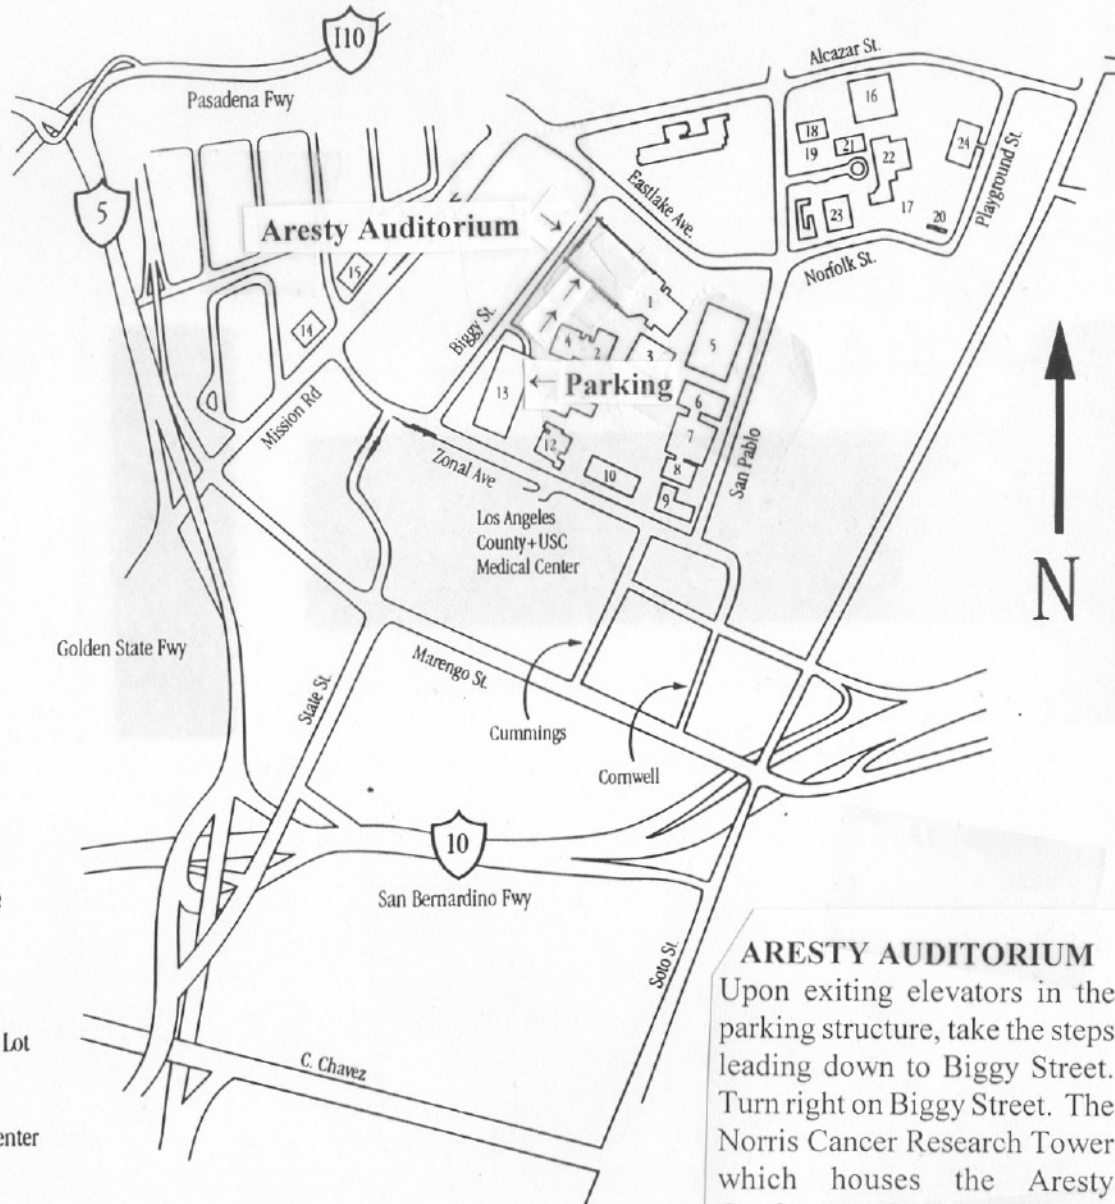 I10
Pasadena Fwy
Alcazar St.
16
18
19
21
22
24
5
Eastlake Ave.
Playground St.
17
20
23
Aresty Auditorium →
Norfolk St.
15
14
Biggy St.
1
4
2
3
5
13
← Parking
6
7
Mission Rd
12
Zonal Ave
10
8
9
San Pablo
Los Angeles
County+USC
Medical Center
N
Golden State Fwy
Marengo St.
State St.
Cummings
Cornwell
10
San Bernardino Fwy
Soto St.
C. Chavez
Lot
enter
ARESTY AUDITORIUM
Upon exiting elevators in the
parking structure, take the steps
leading down to Biggy Street.
Turn right on Biggy Street. The
Norris Cancer Research Tower
which houses the Aresty